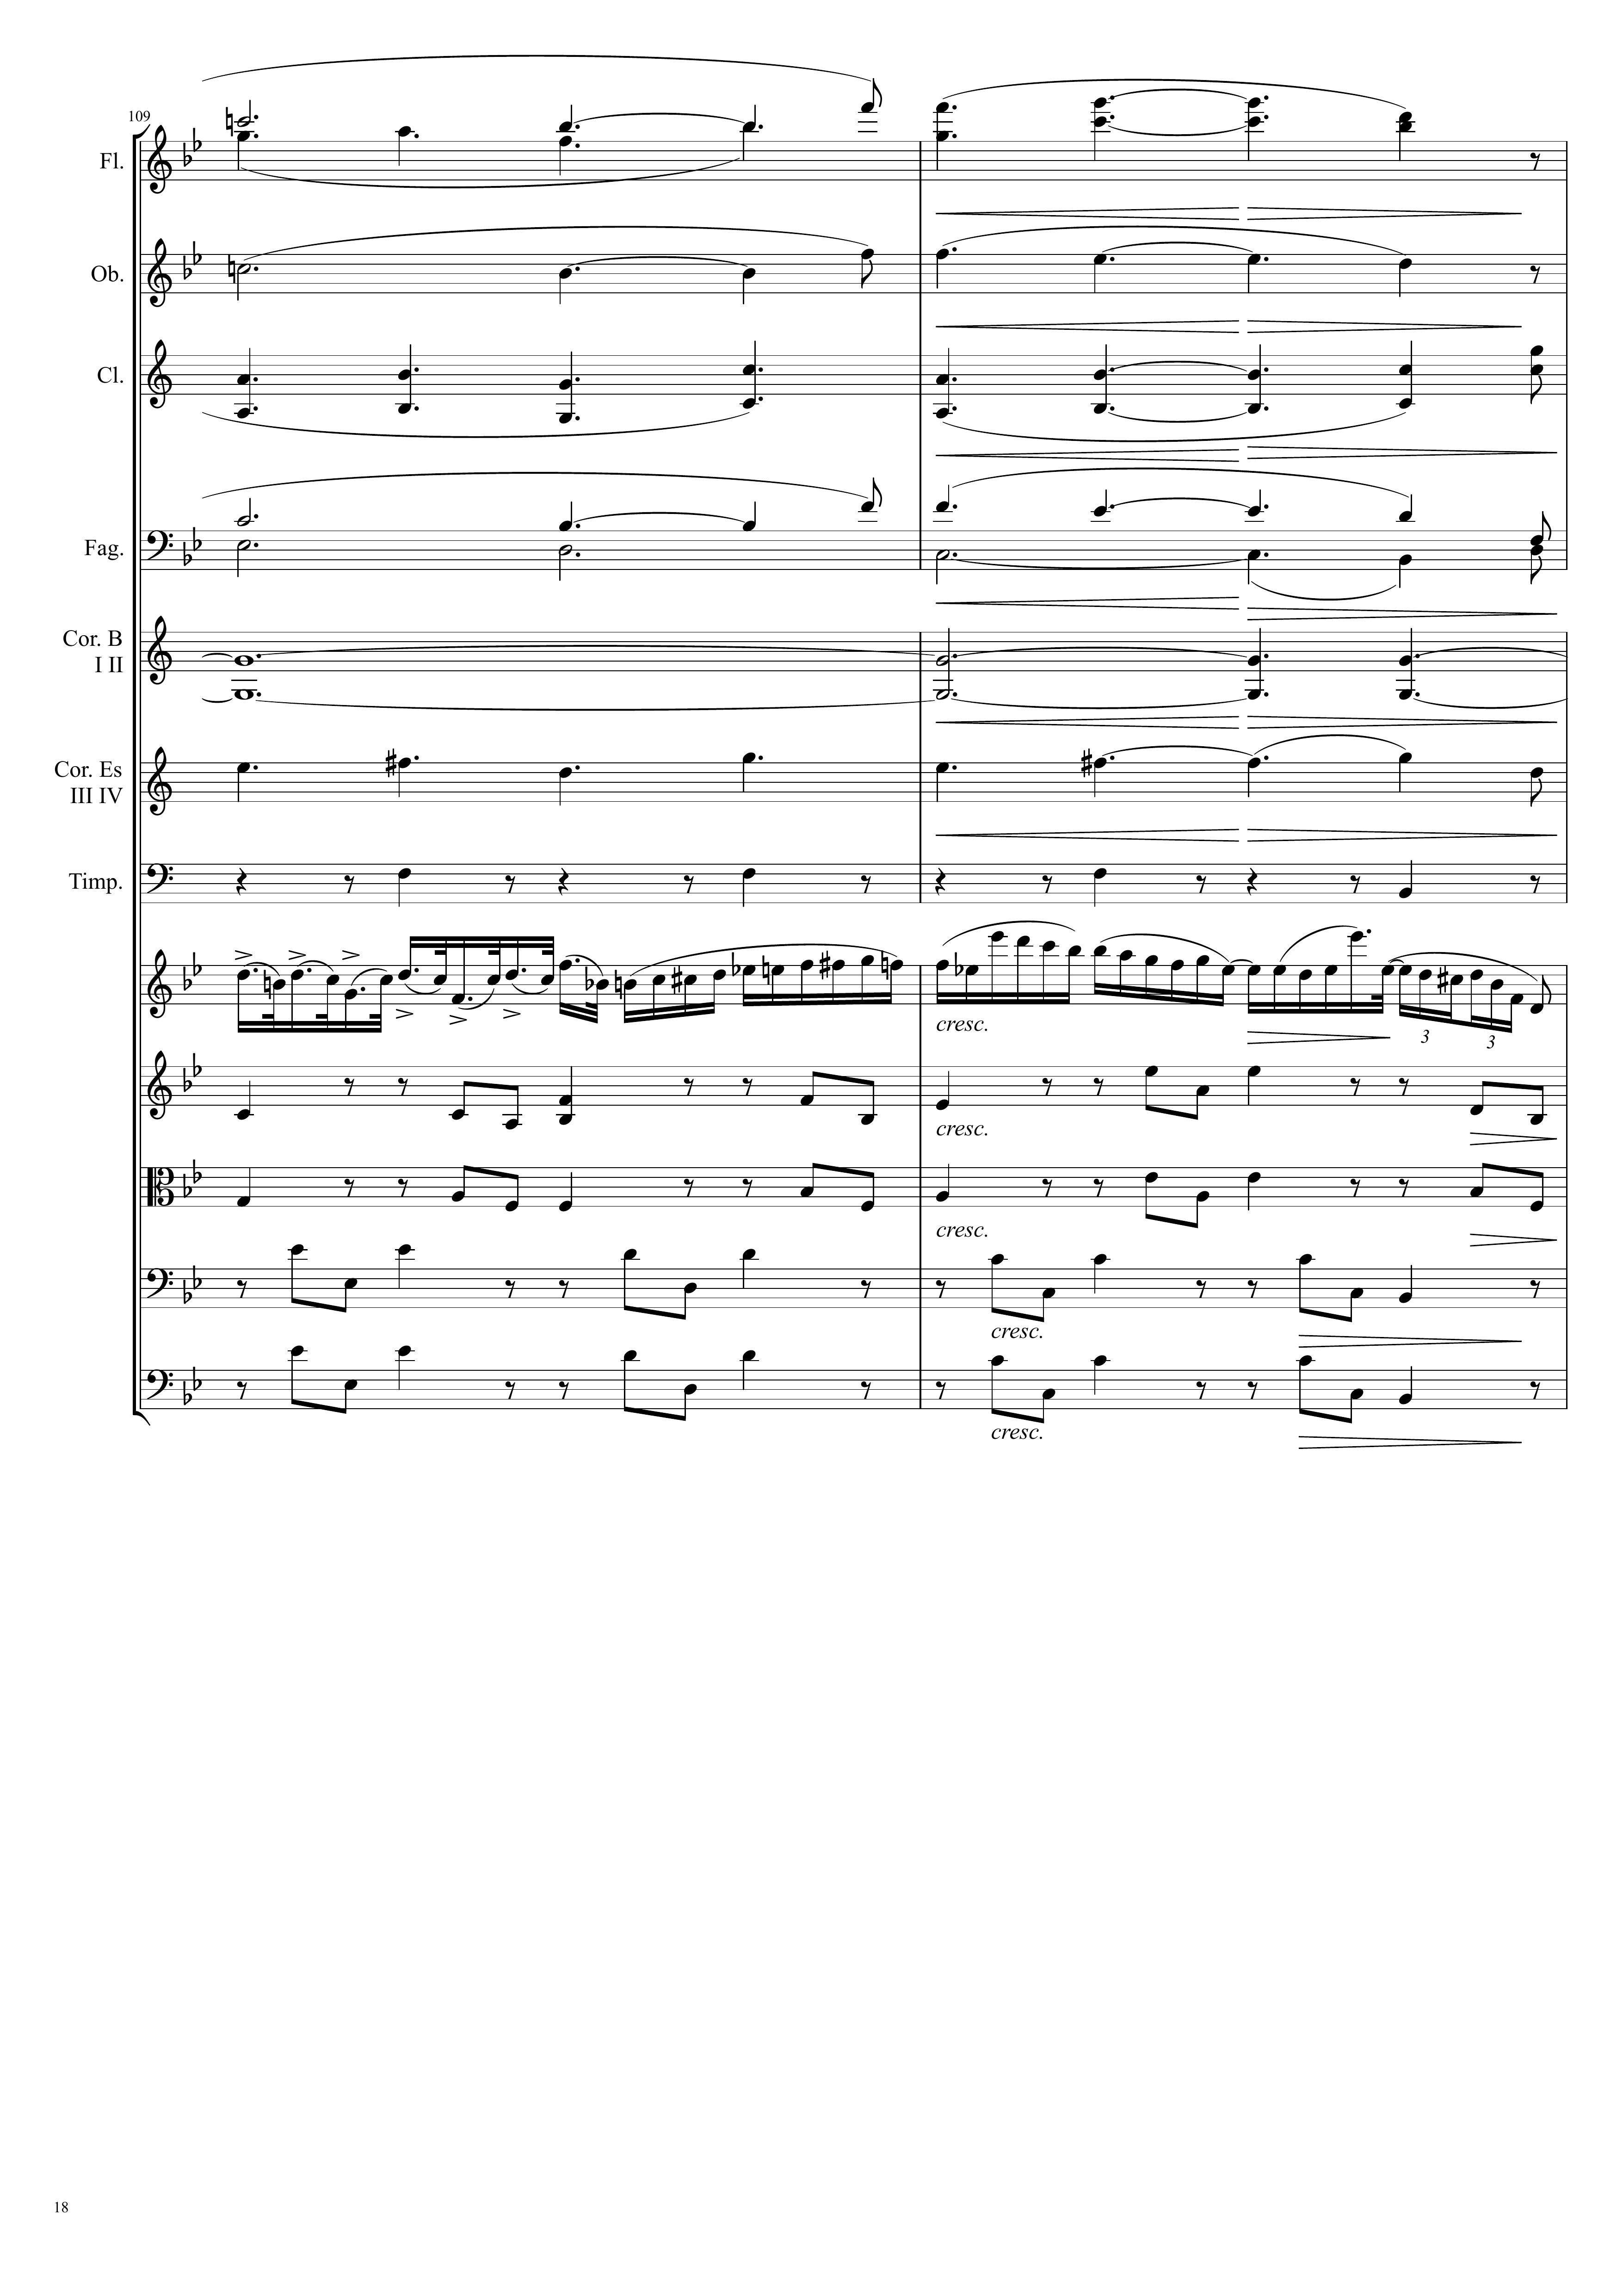 109
Fl.
Ob.
Cl.
Fag.
Cor. B
I II
Cor. Es
III IV
Timp.
cresc.
3
3
cresc.
cresc.
cresc.
cresc.
18